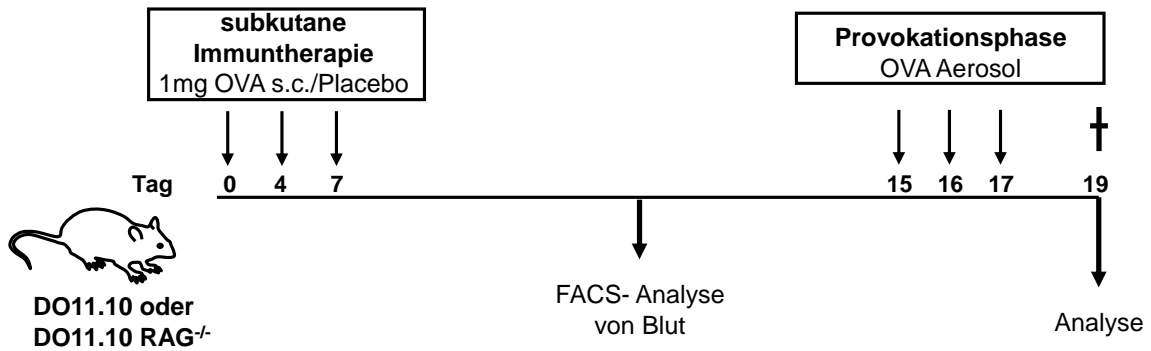 subkutane
Immuntherapie
1mg OVA s.c./Placebo
Provokationsphase
OVA Aerosol
Tag 0 4 7 15 16 17 19
DO11.10 oder
DO11.10 RAG-/-
FACS- Analyse
von Blut
Analyse